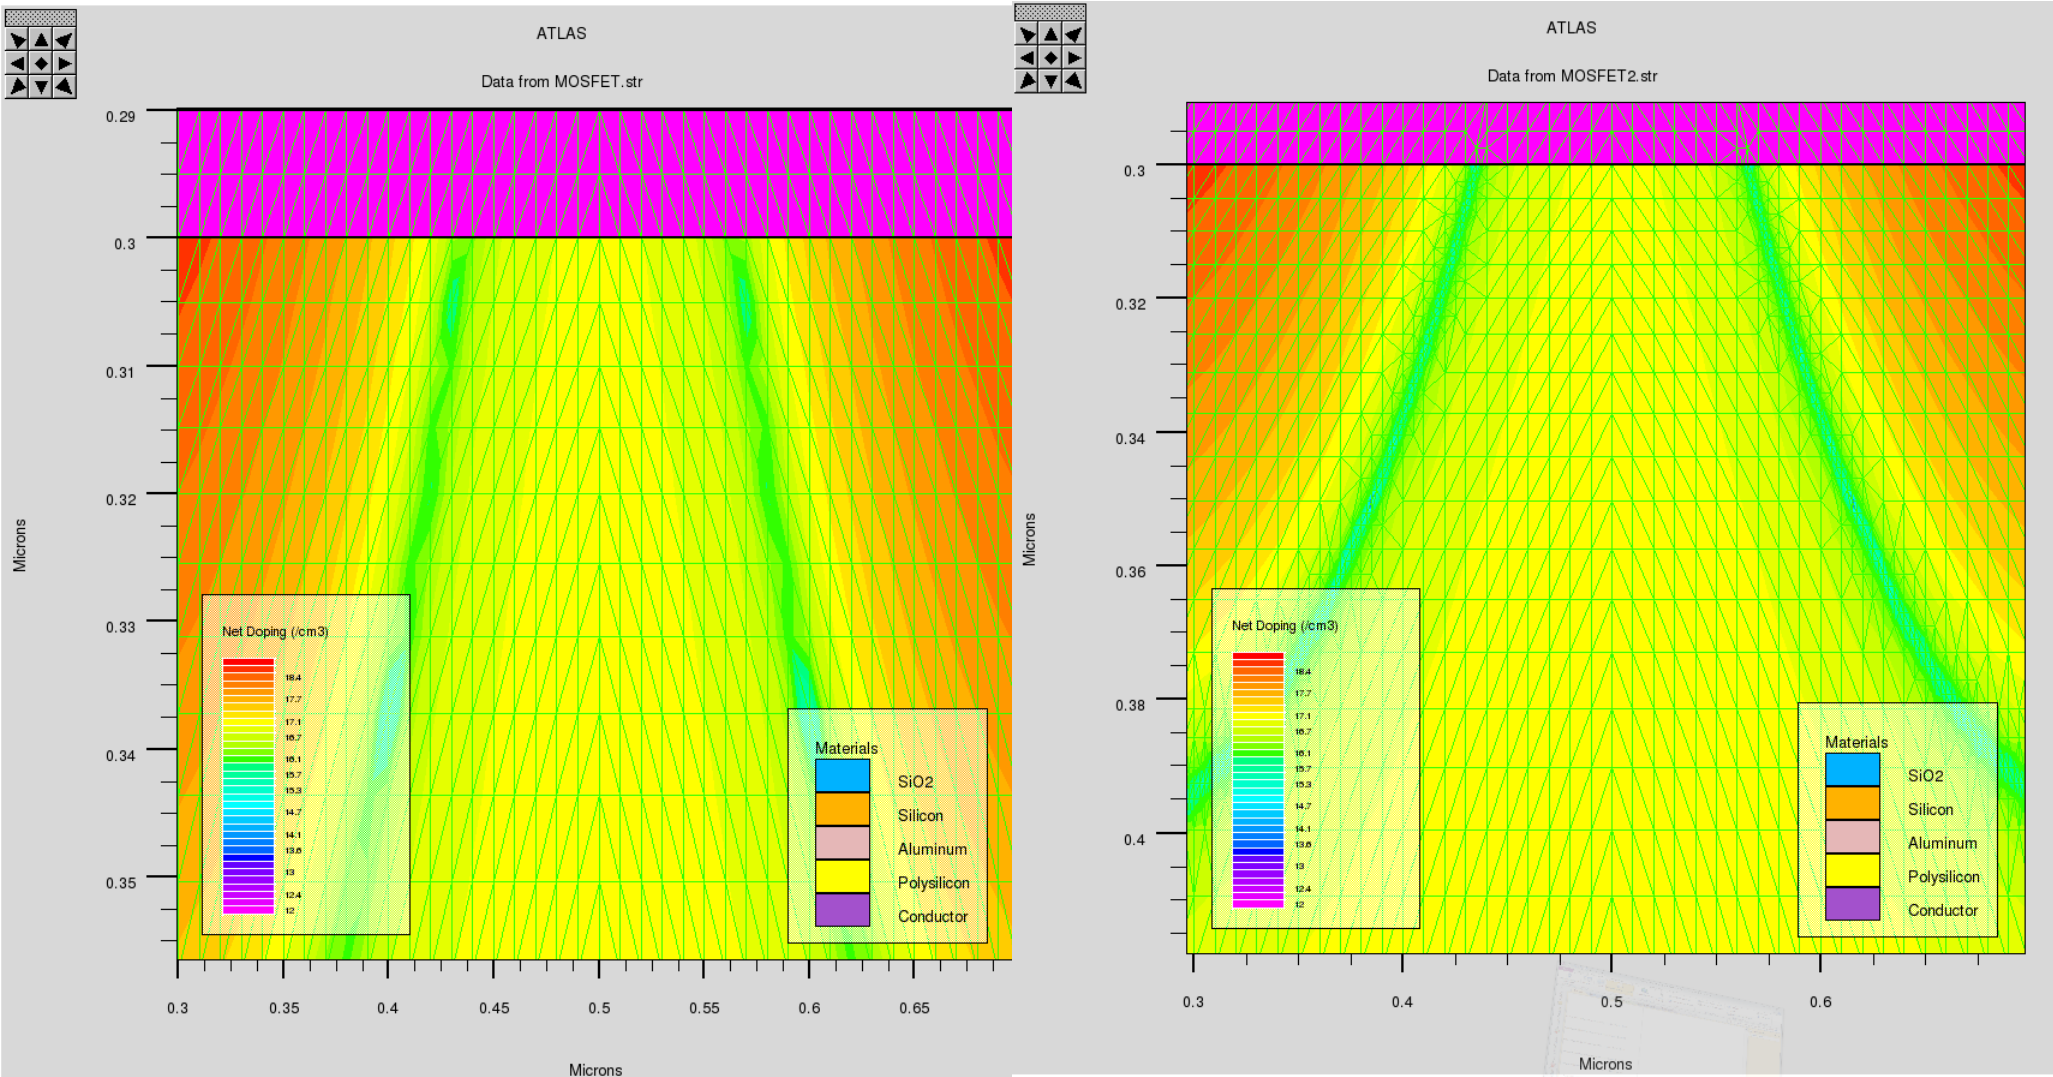 ATLAS
Data from MOSFET.str
0.29
0.3
0.31
0.32
0.33
0.34
0.35
Microns
Net Doping (/cm3)
18.4
17.7
17.1
16.7
16.1
15.7
15.3
14.7
14.1
13.6
13
12.4
12
Materials
SiO2
Silicon
Aluminum
Polysilicon
Conductor
0.3 0.35 0.4 0.45 0.5 0.55 0.6 0.65
Microns
ATLAS
Data from MOSFET2.str
0.3
0.32
0.34
0.36
0.38
0.4
Microns
Net Doping (/cm3)
18.4
17.7
17.1
16.7
16.1
15.7
15.3
14.7
14.1
13.6
13
12.4
12
Materials
SiO2
Silicon
Aluminum
Polysilicon
Conductor
0.3 0.4 0.5 0.6
Microns